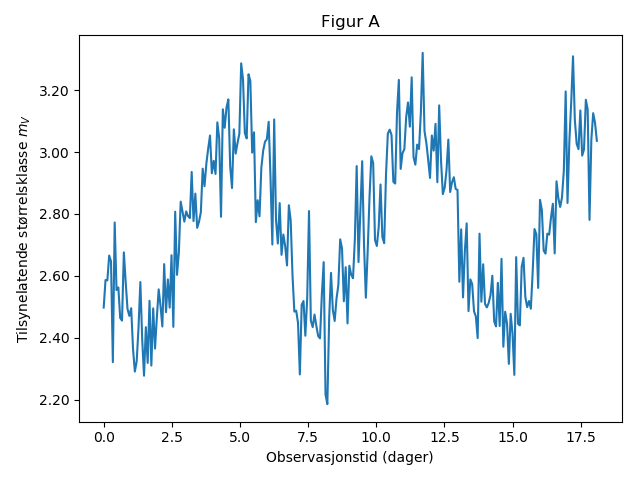 Figur A
Tilsynelatende størrelsesklasse m_V
3.20
3.00
2.80
2.60
2.40
2.20
0.0 2.5 5.0 7.5 10.0 12.5 15.0 17.5
Observasjonstid (dager)